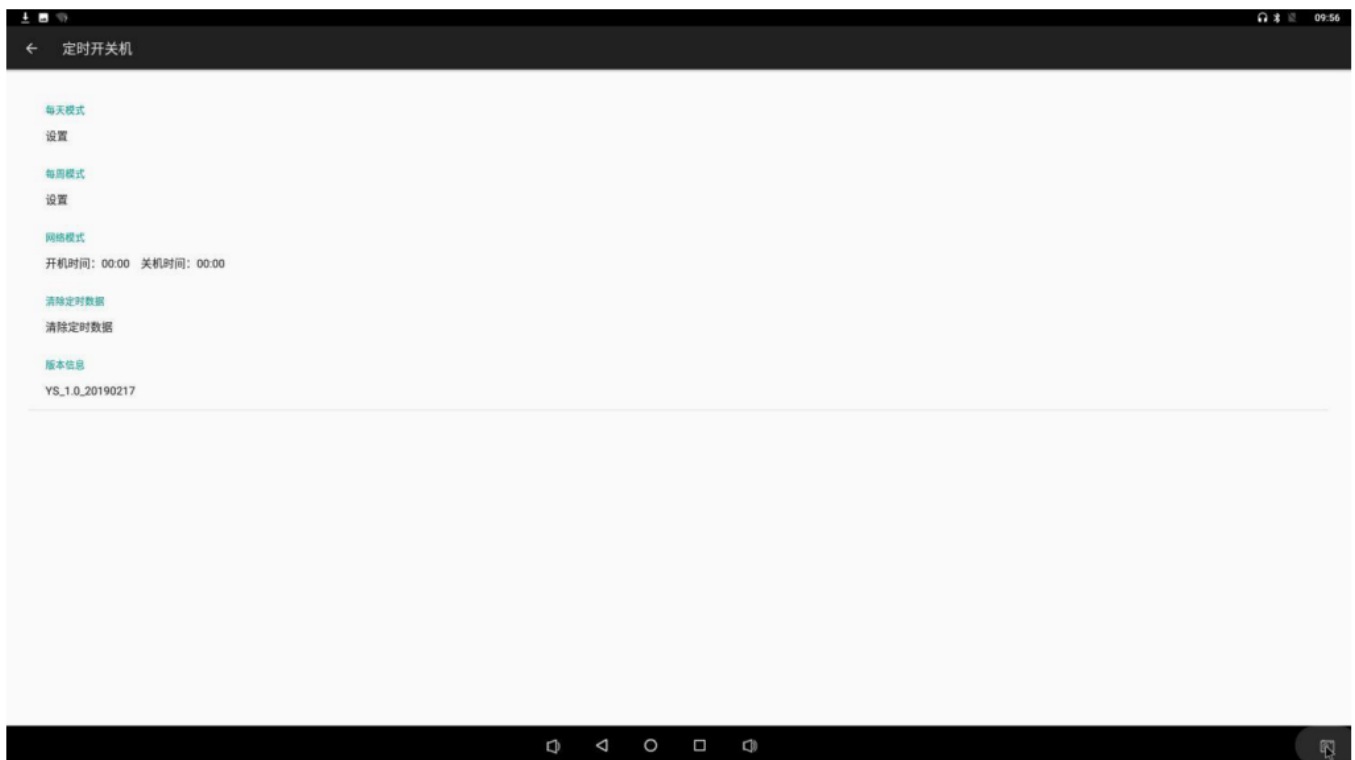 09:56
定时开关机
每天模式
设置
每周模式
设置
网络模式
开机时间：00:00 关机时间：00:00
清除定时数据
清除定时数据
版本信息
YS_1.0_20190217